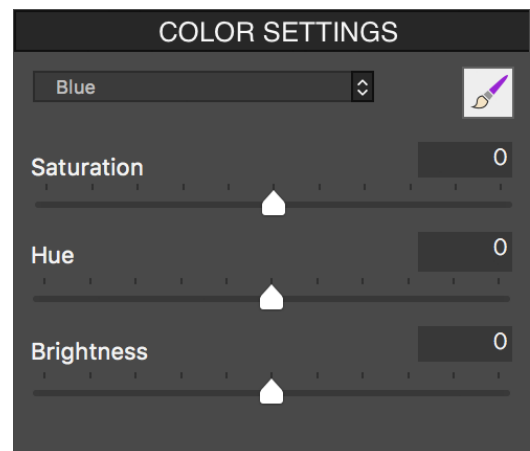 COLOR SETTINGS
Blue
Saturation 0
Hue 0
Brightness 0